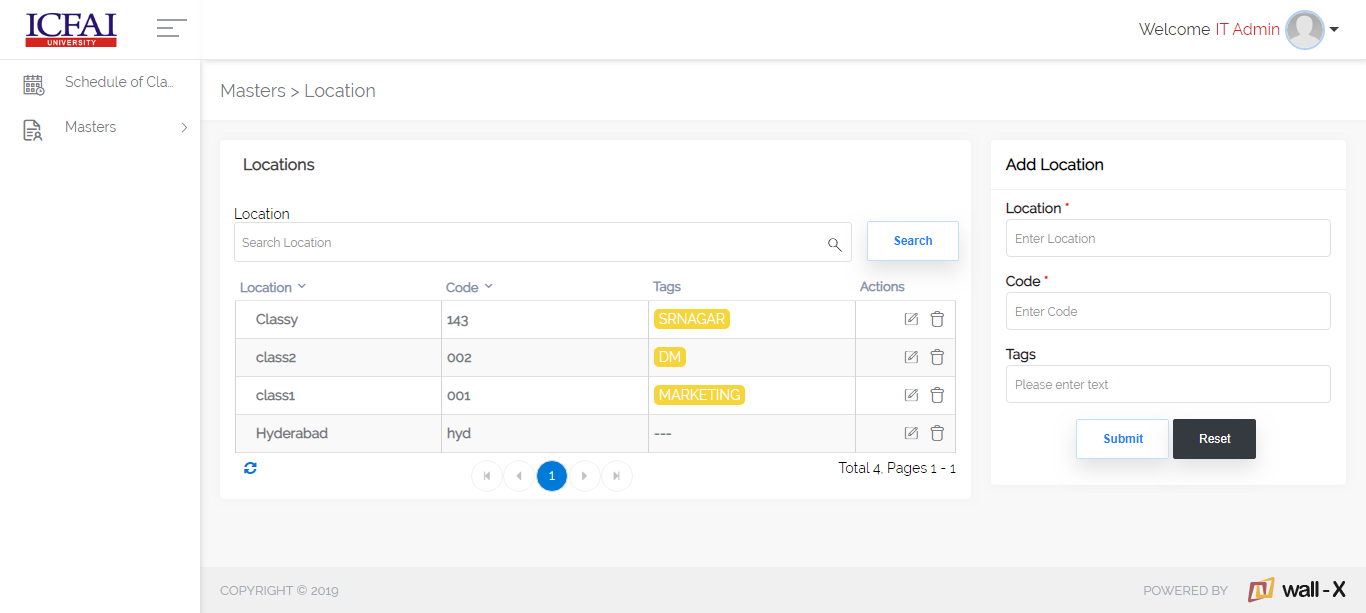 ICFAI
UNIVERSITY
Welcome IT Admin
Schedule of Cla...
Masters
Masters > Location
Locations
Location
Search Location
Search
Location Code Tags Actions
Classy 143 SRNAGAR
class2 002 DM
class1 001 MARKETING
Hyderabad hyd ---
1
Total 4, Pages 1 - 1
Add Location
Location *
Enter Location
Code *
Enter Code
Tags
Please enter text
Submit Reset
COPYRIGHT © 2019
POWERED BY wall-X